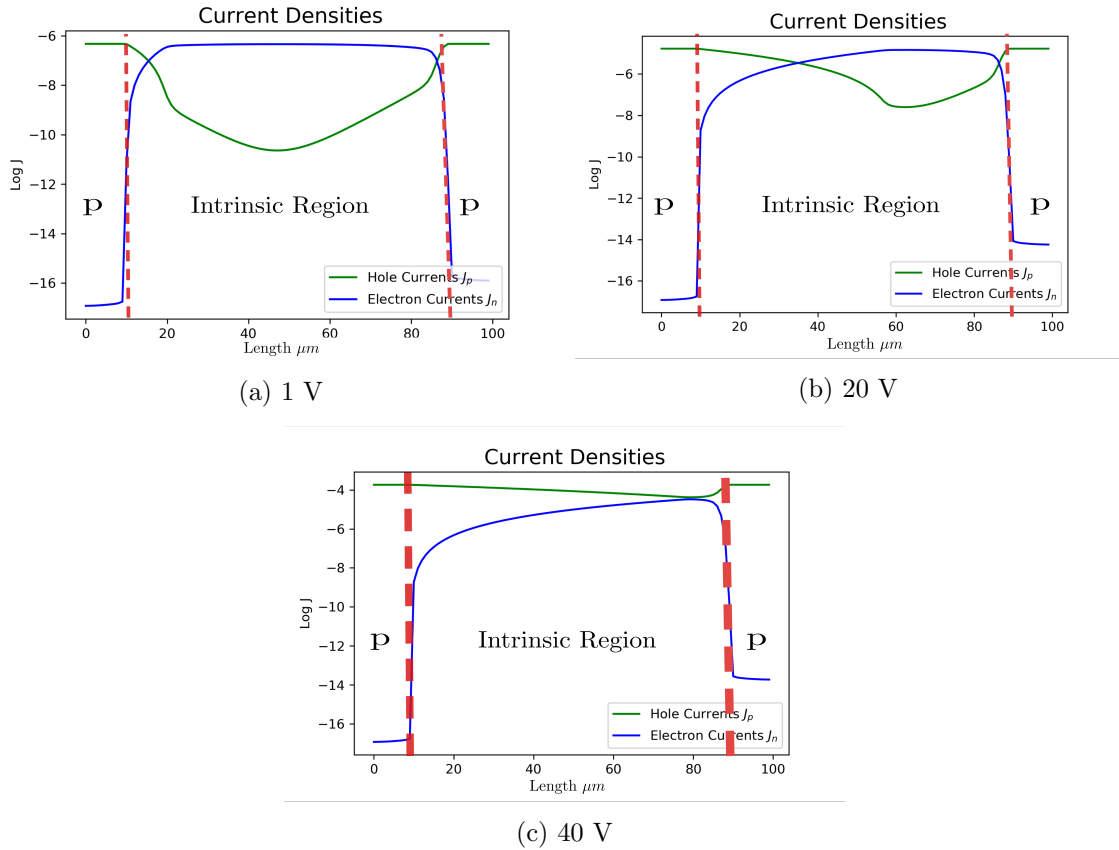 Current Densities
−6
−8
−10
−12
−14
−16
Log J
p
Intrinsic Region
p
Hole Currents Jp
Electron Currents Jn
0
20
40
60
80
100
Length μm
(a) 1 V
Current Densities
−6
−8
−10
−12
−14
−16
Log J
p
Intrinsic Region
p
Hole Currents Jp
Electron Currents Jn
0
20
40
60
80
100
Length μm
(b) 20 V
Current Densities
−4
−6
−8
−10
−12
−14
−16
Log J
p
Intrinsic Region
p
Hole Currents Jp
Electron Currents Jn
0
20
40
60
80
100
Length μm
(c) 40 V